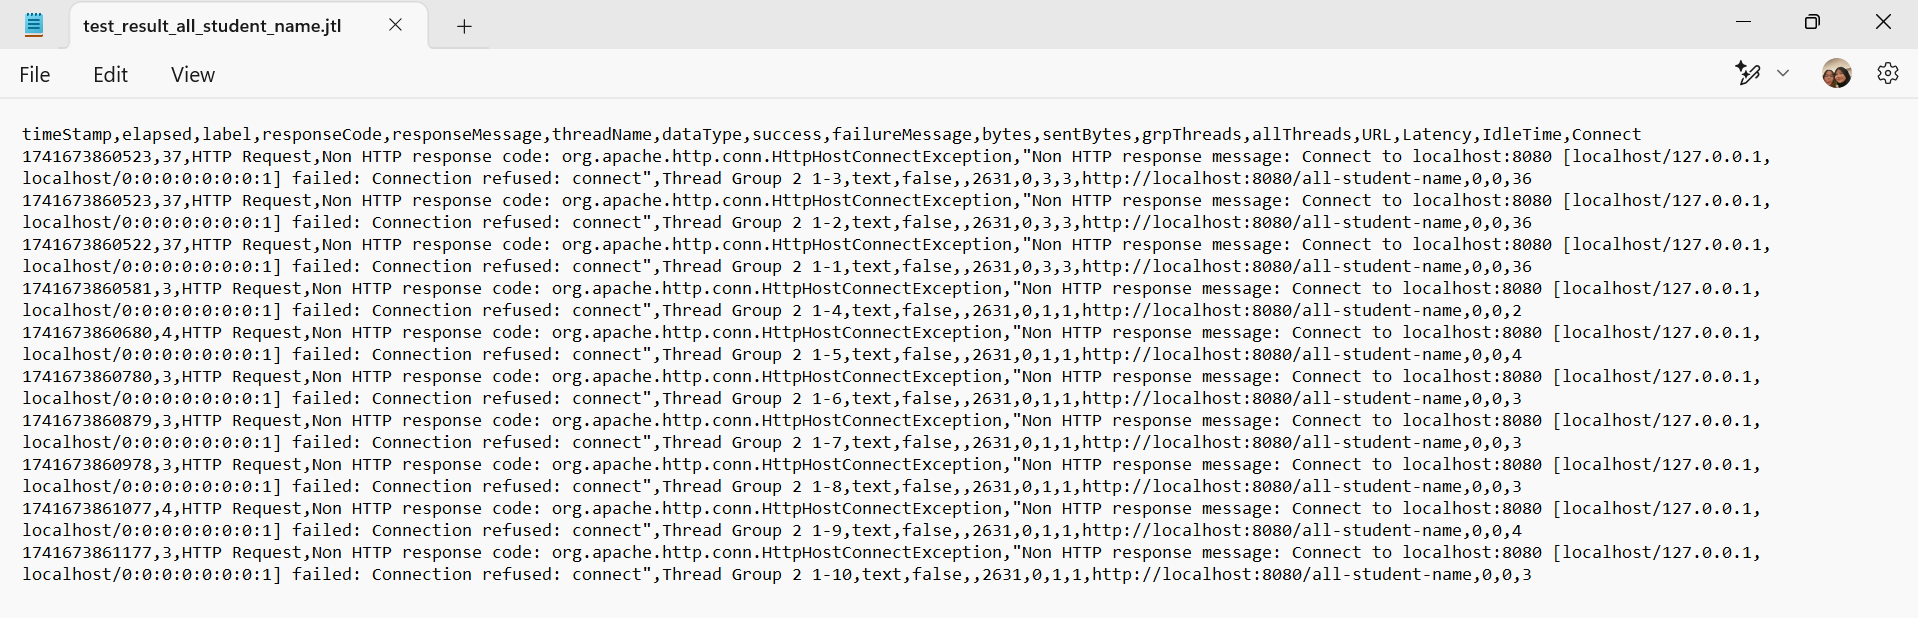 test_result_all_student_name.jtl
File Edit View
timeStamp,elapsed,label,responseCode,responseMessage,threadName,dataType,success,failureMessage,bytes,sentBytes,grpThreads,allThreads,URL,Latency,IdleTime,Connect
1741673860523,37,HTTP Request,Non HTTP response code: org.apache.http.conn.HttpHostConnectException,"Non HTTP response message: Connect to localhost:8080 [localhost/127.0.0.1,
localhost/0:0:0:0:0:0:0:1] failed: Connection refused: connect",Thread Group 2 1-3,text,false,,2631,0,3,3,http://localhost:8080/all-student-name,0,0,36
1741673860523,37,HTTP Request,Non HTTP response code: org.apache.http.conn.HttpHostConnectException,"Non HTTP response message: Connect to localhost:8080 [localhost/127.0.0.1,
localhost/0:0:0:0:0:0:0:1] failed: Connection refused: connect",Thread Group 2 1-2,text,false,,2631,0,3,3,http://localhost:8080/all-student-name,0,0,36
1741673860522,37,HTTP Request,Non HTTP response code: org.apache.http.conn.HttpHostConnectException,"Non HTTP response message: Connect to localhost:8080 [localhost/127.0.0.1,
localhost/0:0:0:0:0:0:0:1] failed: Connection refused: connect",Thread Group 2 1-1,text,false,,2631,0,3,3,http://localhost:8080/all-student-name,0,0,36
1741673860581,3,HTTP Request,Non HTTP response code: org.apache.http.conn.HttpHostConnectException,"Non HTTP response message: Connect to localhost:8080 [localhost/127.0.0.1,
localhost/0:0:0:0:0:0:0:1] failed: Connection refused: connect",Thread Group 2 1-4,text,false,,2631,0,1,1,http://localhost:8080/all-student-name,0,0,2
1741673860680,4,HTTP Request,Non HTTP response code: org.apache.http.conn.HttpHostConnectException,"Non HTTP response message: Connect to localhost:8080 [localhost/127.0.0.1,
localhost/0:0:0:0:0:0:0:1] failed: Connection refused: connect",Thread Group 2 1-5,text,false,,2631,0,1,1,http://localhost:8080/all-student-name,0,0,4
1741673860780,3,HTTP Request,Non HTTP response code: org.apache.http.conn.HttpHostConnectException,"Non HTTP response message: Connect to localhost:8080 [localhost/127.0.0.1,
localhost/0:0:0:0:0:0:0:1] failed: Connection refused: connect",Thread Group 2 1-6,text,false,,2631,0,1,1,http://localhost:8080/all-student-name,0,0,3
1741673860879,3,HTTP Request,Non HTTP response code: org.apache.http.conn.HttpHostConnectException,"Non HTTP response message: Connect to localhost:8080 [localhost/127.0.0.1,
localhost/0:0:0:0:0:0:0:1] failed: Connection refused: connect",Thread Group 2 1-7,text,false,,2631,0,1,1,http://localhost:8080/all-student-name,0,0,3
1741673860978,3,HTTP Request,Non HTTP response code: org.apache.http.conn.HttpHostConnectException,"Non HTTP response message: Connect to localhost:8080 [localhost/127.0.0.1,
localhost/0:0:0:0:0:0:0:1] failed: Connection refused: connect",Thread Group 2 1-8,text,false,,2631,0,1,1,http://localhost:8080/all-student-name,0,0,3
1741673861077,4,HTTP Request,Non HTTP response code: org.apache.http.conn.HttpHostConnectException,"Non HTTP response message: Connect to localhost:8080 [localhost/127.0.0.1,
localhost/0:0:0:0:0:0:0:1] failed: Connection refused: connect",Thread Group 2 1-9,text,false,,2631,0,1,1,http://localhost:8080/all-student-name,0,0,4
1741673861177,3,HTTP Request,Non HTTP response code: org.apache.http.conn.HttpHostConnectException,"Non HTTP response message: Connect to localhost:8080 [localhost/127.0.0.1,
localhost/0:0:0:0:0:0:0:1] failed: Connection refused: connect",Thread Group 2 1-10,text,false,,2631,0,1,1,http://localhost:8080/all-student-name,0,0,3